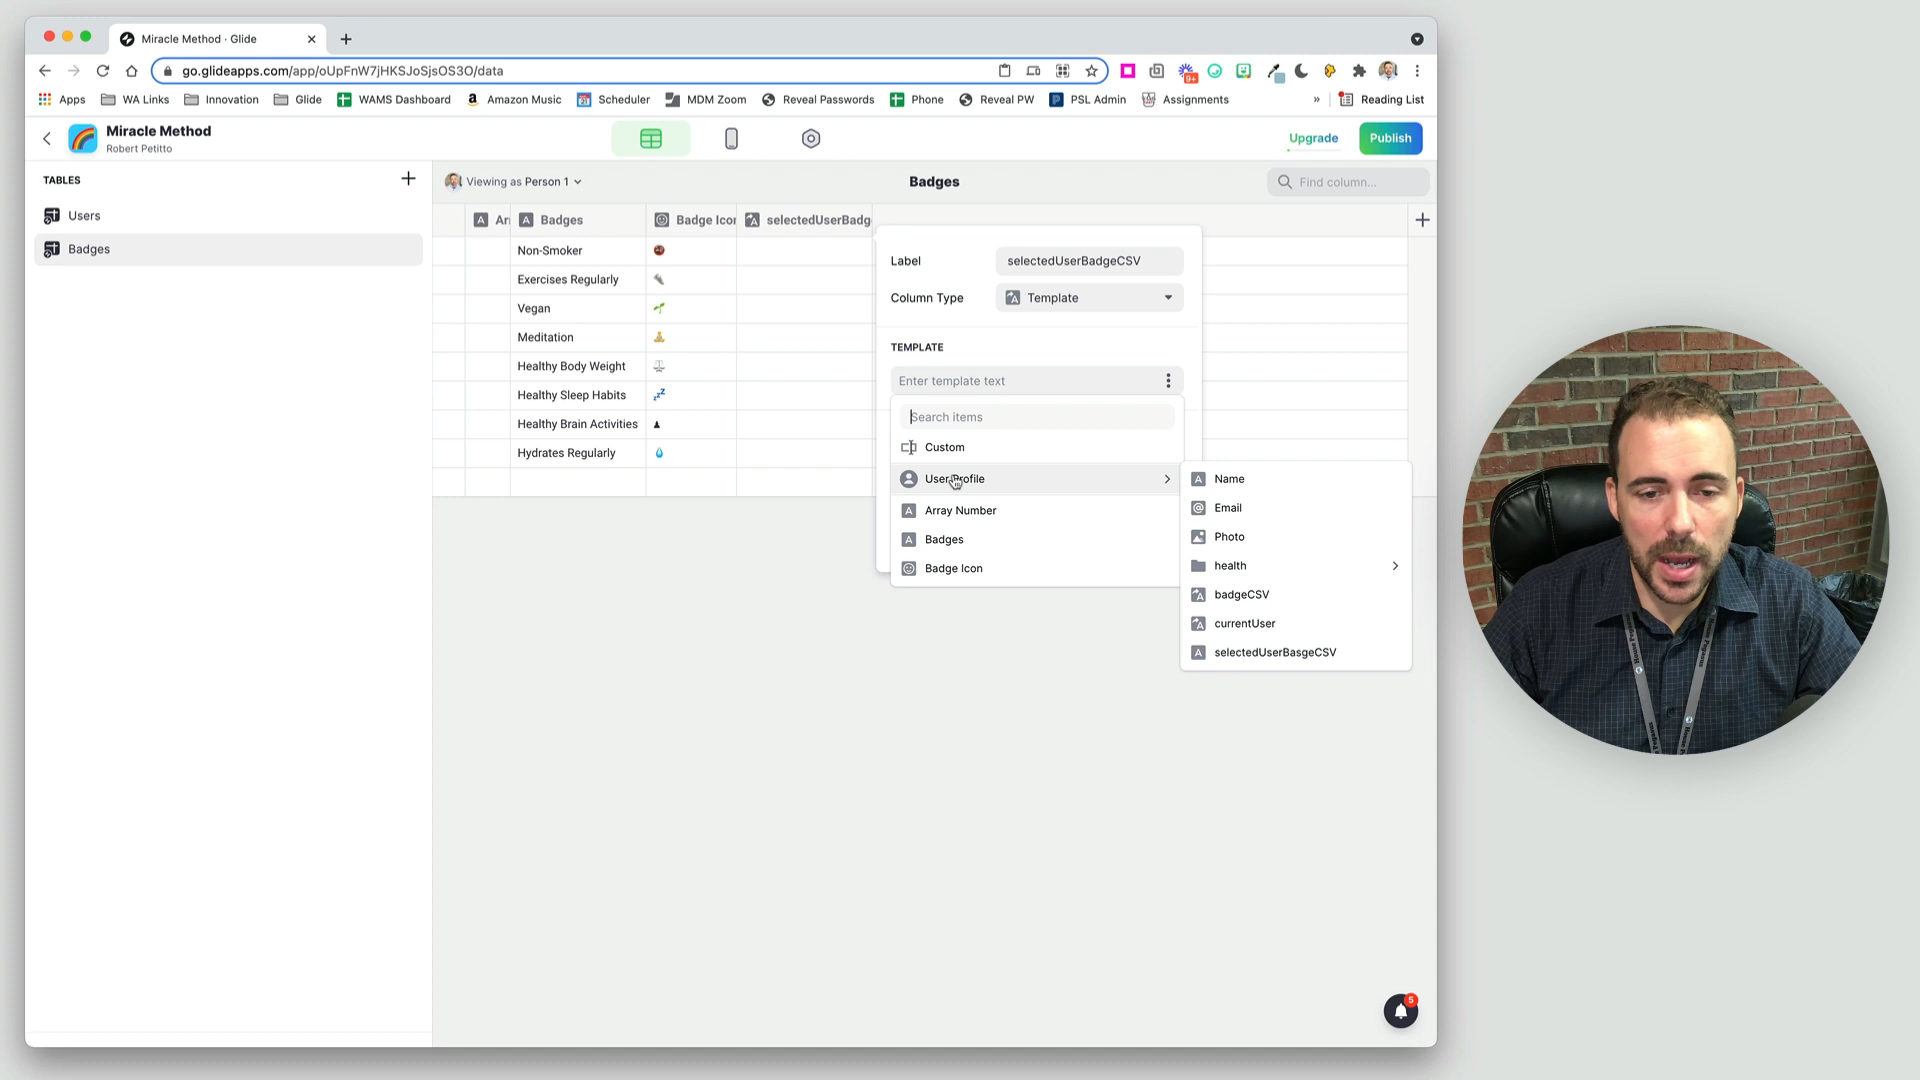 Miracle Method · Glide
go.glideapps.com/app/oUpFnW7jHKSJoSjsOS3O/data
9+
Apps WA Links Innovation Glide WAMS Dashboard Amazon Music Scheduler MDM Zoom Reveal Passwords Phone Reveal PW PSL Admin Assignments » Reading List
Miracle Method
Robert Petitto
Upgrade
Publish
TABLES
Users
Badges
Viewing as Person 1
Badges
Find column...
Arr Badges Badge Icon selectedUserBadg
Non-Smoker
Exercises Regularly
Vegan
Meditation
Healthy Body Weight
Healthy Sleep Habits
Healthy Brain Activities
Hydrates Regularly
Label selectedUserBadgeCSV
Column Type Template
TEMPLATE
Enter template text
Search items
Custom
User Profile
Array Number
Badges
Badge Icon
Name
Email
Photo
health
badgeCSV
currentUser
selectedUserBasgeCSV
5